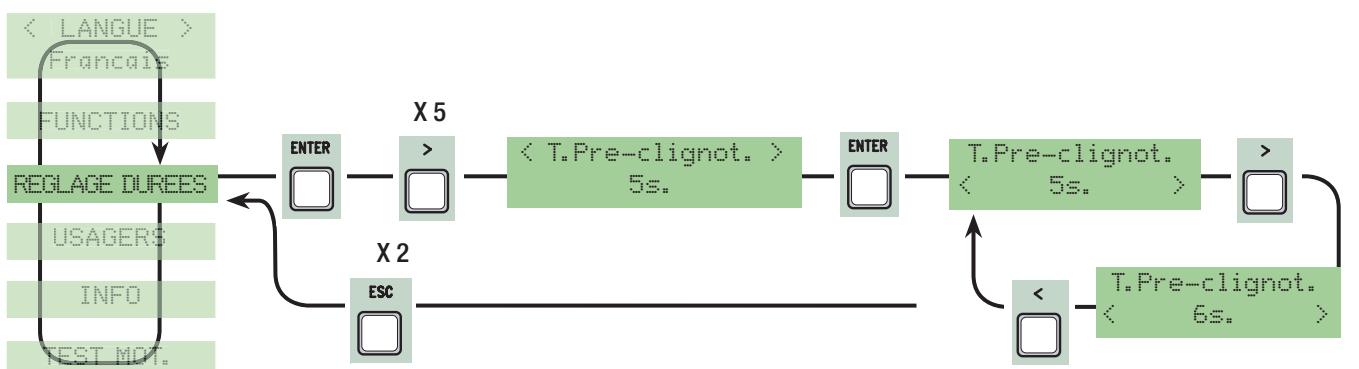 < LANGUE >
Francais
FUNCTIONS
REGLAGE DUREES
USAGERS
INFO
TEST MOT.
ENTER
X 5
>
< T.Pre-clignot. >
5s.
ENTER
T.Pre-clignot.
< 5s. >
>
T.Pre-clignot.
< 6s. >
<
X 2
ESC